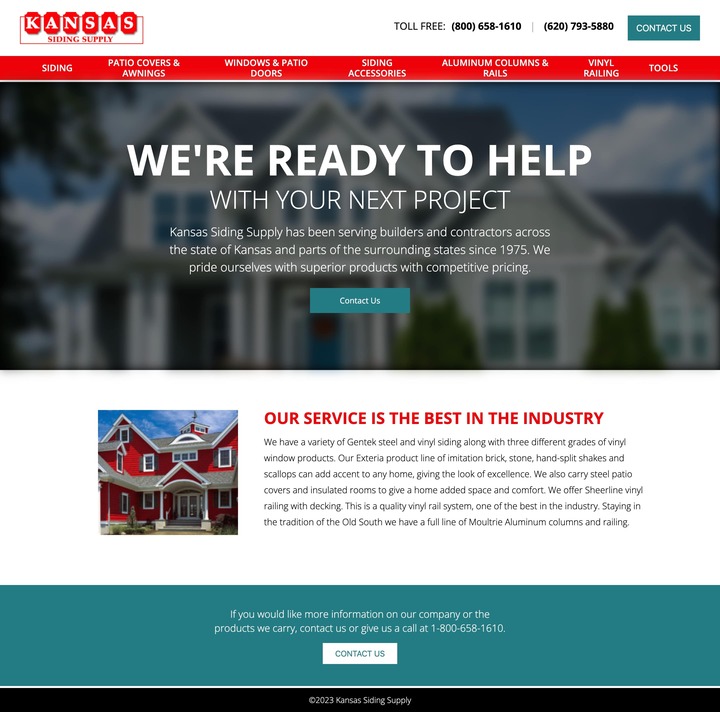 KANSAS
SIDING SUPPLY
TOLL FREE: (800) 658-1610 | (620) 793-5880
CONTACT US
SIDING
PATIO COVERS &
AWNINGS
WINDOWS & PATIO
DOORS
SIDING
ACCESSORIES
ALUMINUM COLUMNS &
RAILS
VINYL
RAILING
TOOLS
WE'RE READY TO HELP
WITH YOUR NEXT PROJECT
Kansas Siding Supply has been serving builders and contractors across
the state of Kansas and parts of the surrounding states since 1975. We
pride ourselves with superior products with competitive pricing.
Contact Us
OUR SERVICE IS THE BEST IN THE INDUSTRY
We have a variety of Gentek steel and vinyl siding along with three different grades of vinyl
window products. Our Exteria product line of imitation brick, stone, hand-split shakes and
scallops can add accent to any home, giving the look of excellence. We also carry steel patio
covers and insulated rooms to give a home added space and comfort. We offer Sheerline vinyl
railing with decking. This is a quality vinyl rail system, one of the best in the industry. Staying in
the tradition of the Old South we have a full line of Moultrie Aluminum columns and railing.
If you would like more information on our company or the
products we carry, contact us or give us a call at 1-800-658-1610.
CONTACT US
©2023 Kansas Siding Supply